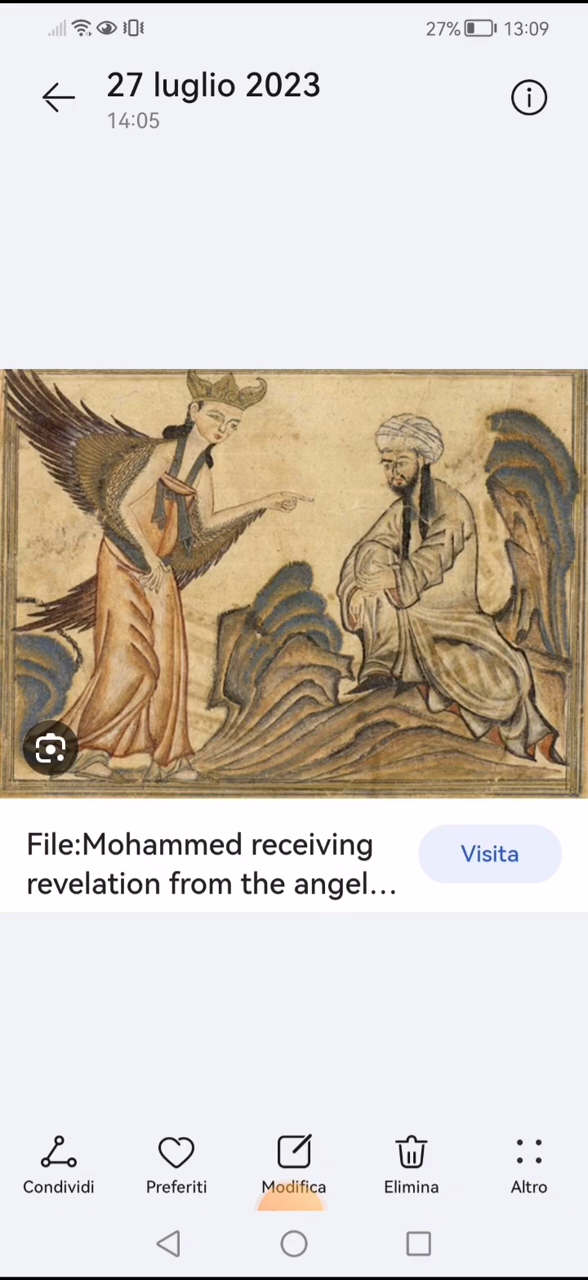 27% 13:09
27 luglio 2023
14:05
File:Mohammed receiving
revelation from the angel...
Visita
Condividi
Preferiti
Modifica
Elimina
Altro